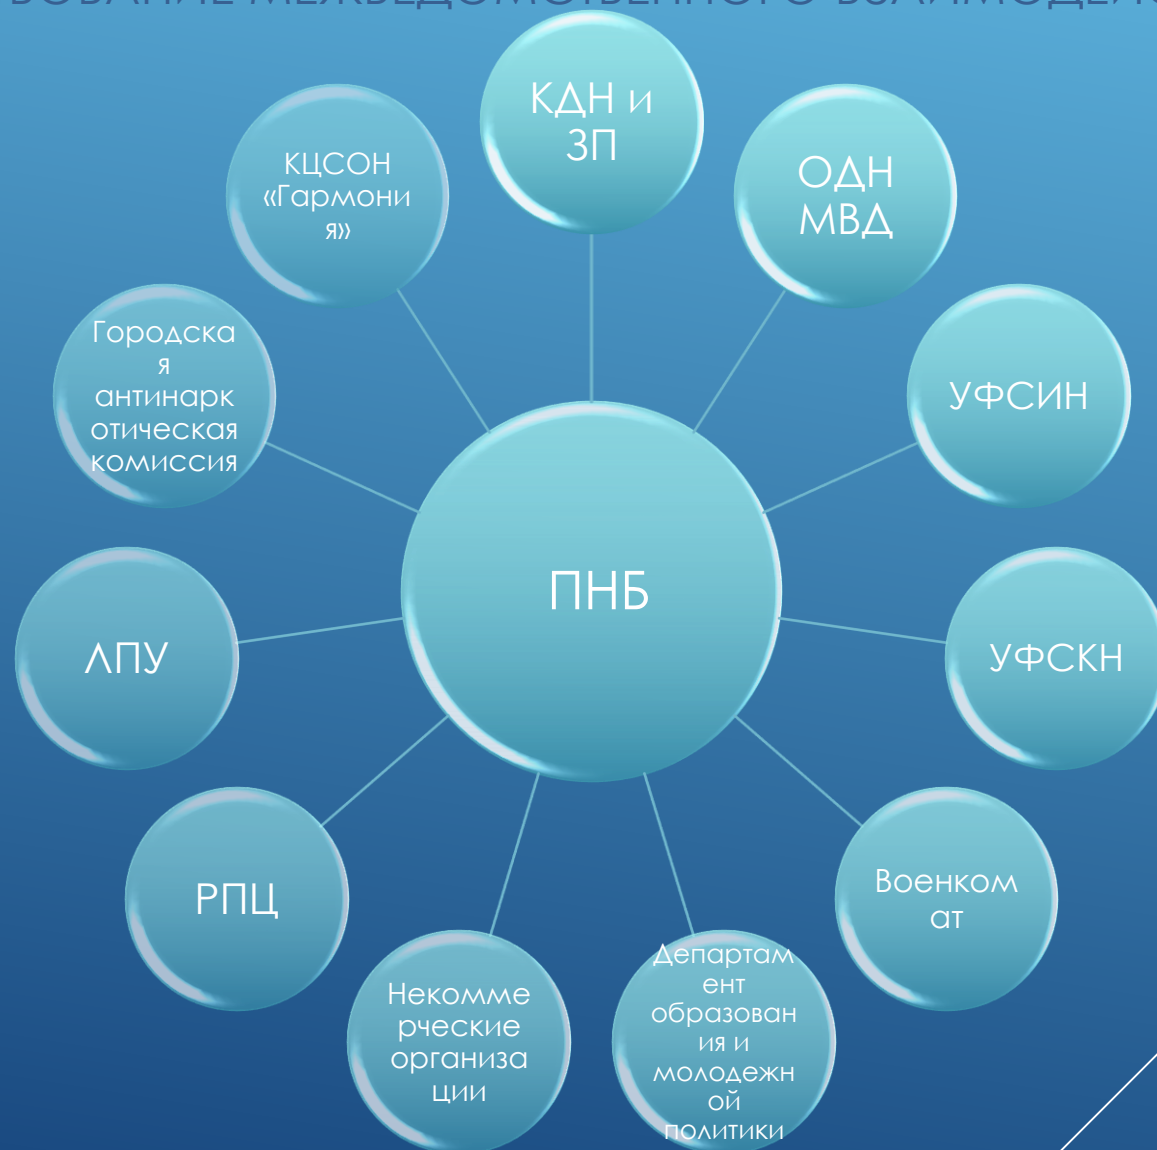 МЕЖВЕДОМСТВЕННОГО
КДН и
ЗП
ОДН
МВД
УФСИН
УФСКН
Военком
ат
Департам
ент
образован
ия и
молодежн
ой
политики
Некомме
рческие
организа
ции
РПЦ
ЛПУ
Городска
я
антинарк
отическая
комиссия
КЦСОН
«Гармони
я»
ПНБ